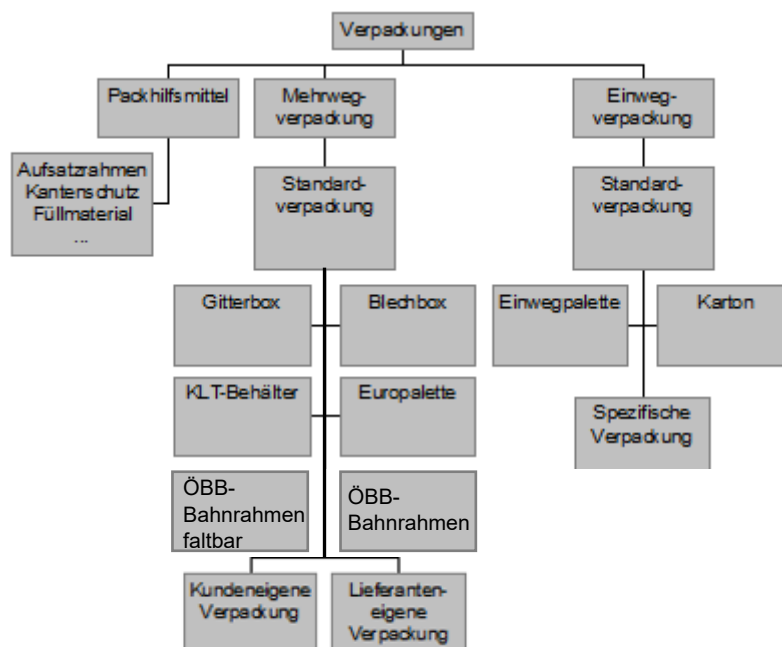 Verpackungen
Packhilfsmittel
Mehrweg-
verpackung
Einweg-
verpackung
Aufsatzrahmen
Kantenschutz
Füllmaterial
...
Standard-
verpackung
Standard-
verpackung
Gitterbox
Blechbox
Einwegpalette
Karton
KLT-Behälter
Europalette
Spezifische
Verpackung
ÖBB-
Bahnrahmen
faltbar
ÖBB-
Bahnrahmen
Kundeneigene
Verpackung
Lieferanten-
eigene
Verpackung